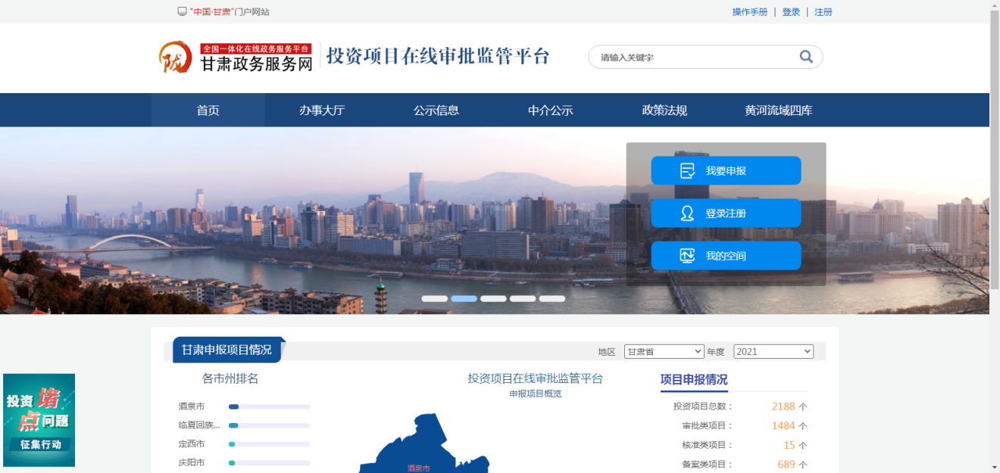 "中国·甘肃"门户网站
操作手册 | 登录 | 注册
陇
全国一体化在线政务服务平台
甘肃政务服务网
投资项目在线审批监管平台
请输入关键字
首页 办事大厅 公示信息 中介公示 政策法规 黄河流域四库
我要申报
登录注册
我的空间
甘肃申报项目情况
地区 甘肃省 年度 2021
各市州排名
投资项目在线审批监管平台
申报项目概览
项目申报情况
酒泉市
临夏回族...
定西市
庆阳市
酒泉市
投资项目总数： 2188 个
审批类项目： 1484 个
核准类项目： 15 个
备案类项目： 689 个
投资堵
点问题
征集行动